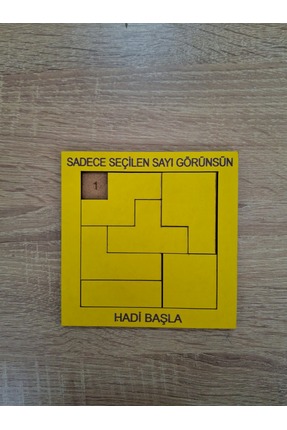 SADECE SEÇİLEN SAYI GÖRÜNSÜN
1
HADİ BAŞLA